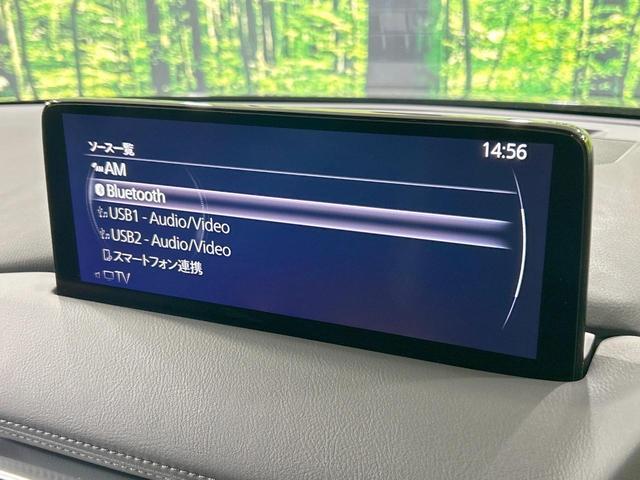 ソース一覧
14:56
AM
Bluetooth
USB1 - Audio/Video
USB2 - Audio/Video
スマートフォン連携
TV